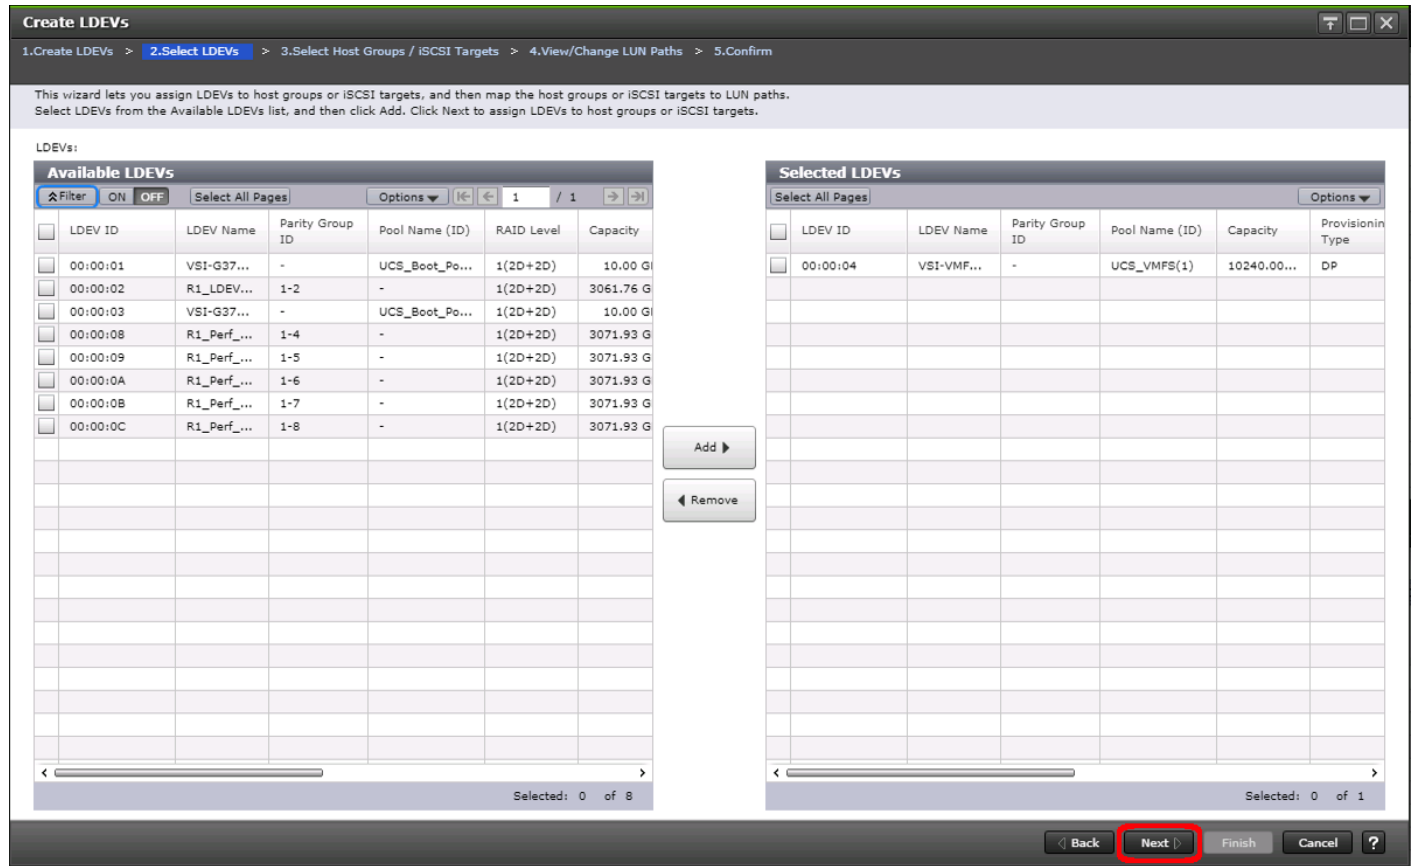 Create LDEVs
1.Create LDEVs > 2.Select LDEVs > 3.Select Host Groups / iSCSI Targets > 4.View/Change LUN Paths > 5.Confirm
This wizard lets you assign LDEVs to host groups or iSCSI targets, and then map the host groups or iSCSI targets to LUN paths.
Select LDEVs from the Available LDEVs list, and then click Add. Click Next to assign LDEVs to host groups or iSCSI targets.
LDEVs:
Available LDEVs
Filter ON OFF Select All Pages Options 1 / 1
LDEV ID LDEV Name Parity Group ID Pool Name (ID) RAID Level Capacity
00:00:01 VSI-G37... - UCS_Boot_Po... 1(2D+2D) 10.00 G
00:00:02 R1_LDEV... 1-2 - 1(2D+2D) 3061.76 G
00:00:03 VSI-G37... - UCS_Boot_Po... 1(2D+2D) 10.00 G
00:00:08 R1_Perf_... 1-4 - 1(2D+2D) 3071.93 G
00:00:09 R1_Perf_... 1-5 - 1(2D+2D) 3071.93 G
00:00:0A R1_Perf_... 1-6 - 1(2D+2D) 3071.93 G
00:00:0B R1_Perf_... 1-7 - 1(2D+2D) 3071.93 G
00:00:0C R1_Perf_... 1-8 - 1(2D+2D) 3071.93 G
Selected: 0 of 8
Add
Remove
Selected LDEVs
Select All Pages Options
LDEV ID LDEV Name Parity Group ID Pool Name (ID) Capacity Provisionin Type
00:00:04 VSI-VMF... - UCS_VMFS(1) 10240.00... DP
Selected: 0 of 1
Back Next Finish Cancel ?